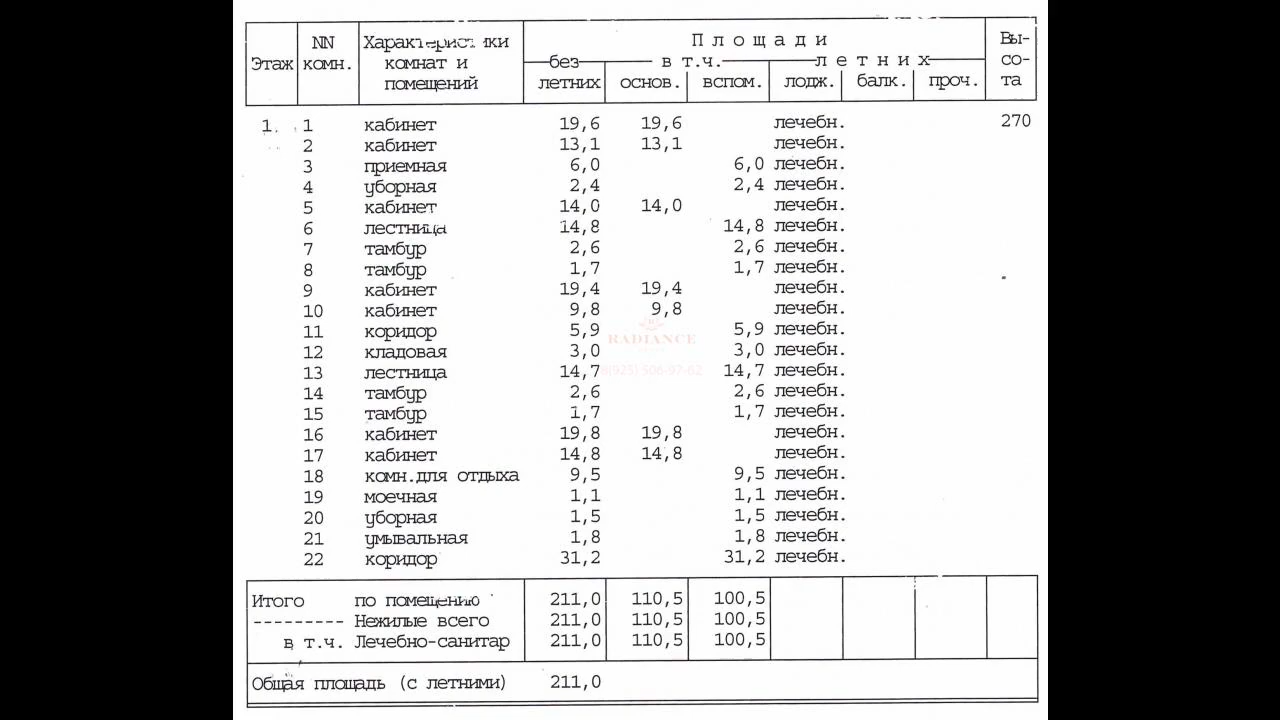 Этаж NN комн. Характеристики комнат и помещений Площади Вы-со-та
без летних в т.ч. летних
основ. вспом. лодж. балк. проч.
1. 1 кабинет 19,6 19,6 лечебн. 270
2 кабинет 13,1 13,1 лечебн.
3 приемная 6,0 6,0 лечебн.
4 уборная 2,4 2,4 лечебн.
5 кабинет 14,0 14,0 лечебн.
6 лестница 14,8 14,8 лечебн.
7 тамбур 2,6 2,6 лечебн.
8 тамбур 1,7 1,7 лечебн.
9 кабинет 19,4 19,4 лечебн.
10 кабинет 9,8 9,8 лечебн.
11 коридор 5,9 5,9 лечебн.
RADIANCE
12 кладовая 3,0 3,0 лечебн.
13 лестница 14,7 14,7 лечебн.
8(925) 506-97-62
14 тамбур 2,6 2,6 лечебн.
15 тамбур 1,7 1,7 лечебн.
16 кабинет 19,8 19,8 лечебн.
17 кабинет 14,8 14,8 лечебн.
18 комн.для отдыха 9,5 9,5 лечебн.
19 моечная 1,1 1,1 лечебн.
20 уборная 1,5 1,5 лечебн.
21 умывальная 1,8 1,8 лечебн.
22 коридор 31,2 31,2 лечебн.
Итого по помещению 211,0 110,5 100,5
--------- Нежилые всего 211,0 110,5 100,5
в т.ч. Лечебно-санитар 211,0 110,5 100,5
Общая площадь (с летними) 211,0